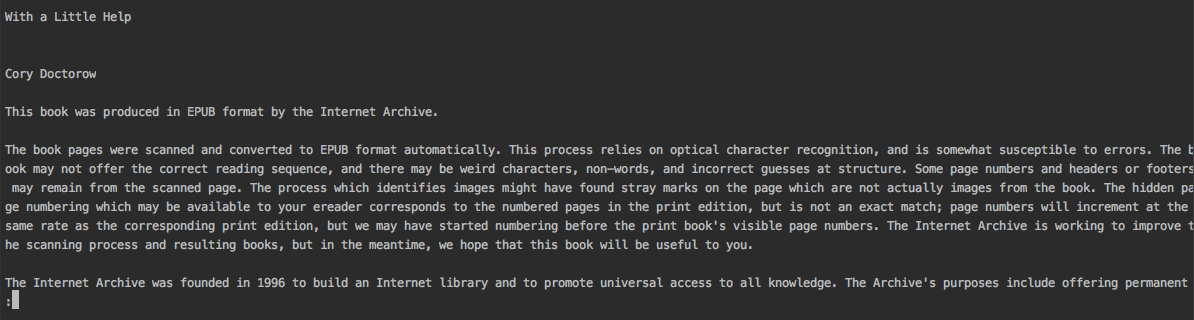 With a Little Help
Cory Doctorow
This book was produced in EPUB format by the Internet Archive.
The book pages were scanned and converted to EPUB format automatically. This process relies on optical character recognition, and is somewhat susceptible to errors. The b
ook may not offer the correct reading sequence, and there may be weird characters, non-words, and incorrect guesses at structure. Some page numbers and headers or footers
may remain from the scanned page. The process which identifies images might have found stray marks on the page which are not actually images from the book. The hidden pa
ge numbering which may be available to your ereader corresponds to the numbered pages in the print edition, but is not an exact match; page numbers will increment at the
same rate as the corresponding print edition, but we may have started numbering before the print book's visible page numbers. The Internet Archive is working to improve t
he scanning process and resulting books, but in the meantime, we hope that this book will be useful to you.
The Internet Archive was founded in 1996 to build an Internet library and to promote universal access to all knowledge. The Archive's purposes include offering permanent
: